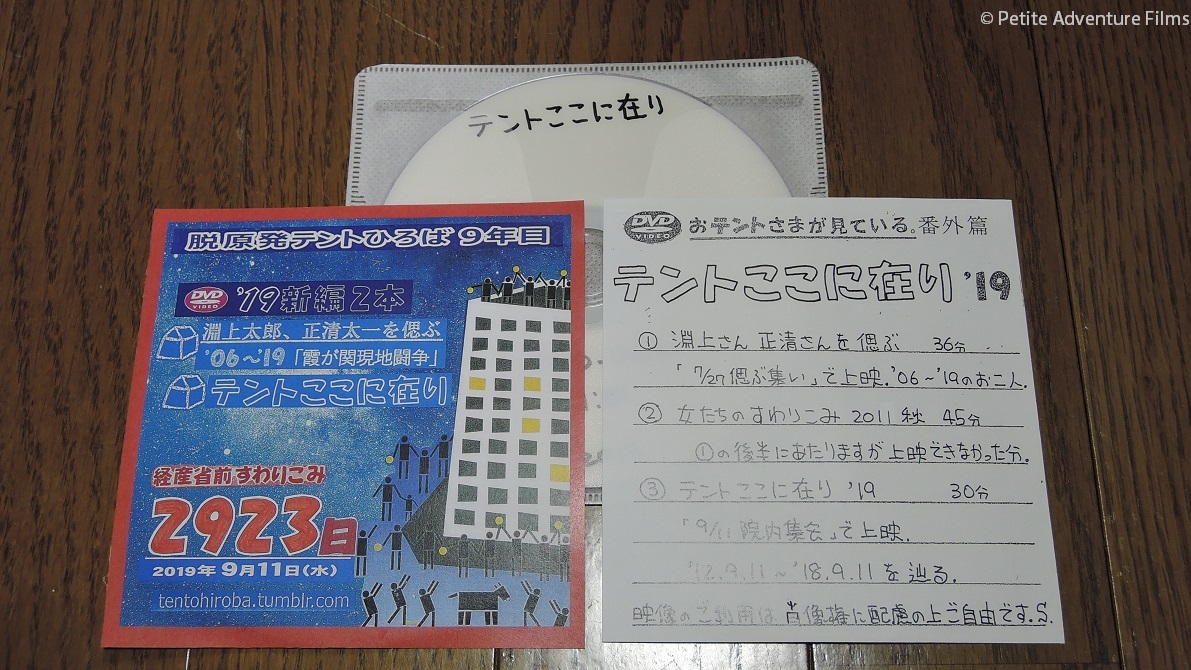 © Petite Adventure Films
テントここに在り
脱原発テントひろば9年目
DVD VIDEO
'19新編2本
淵上太郎、正清太一を偲ぶ
'06〜'19「霞が関現地闘争」
テントここに在り
経産省前すわりこみ
2923日
2019年 9月11日(水)
tentohiroba.tumblr.com
DVD VIDEO
おテントさまが見ている。番外篇
テントここに在り '19
① 淵上さん 正清さんを偲ぶ 36分
「7/27偲ぶ集い」で上映.'06〜'19のお二人.
② 女たちのすわりこみ 2011 秋 45分
①の後半にあたりますが上映できなかった分.
③ テントここに在り '19 30分
「9/11 院内集会」で上映.
'12.9.11〜'18.9.11を辿る.
映像のご利用は 肖像権に配慮の上ご自由です.S.